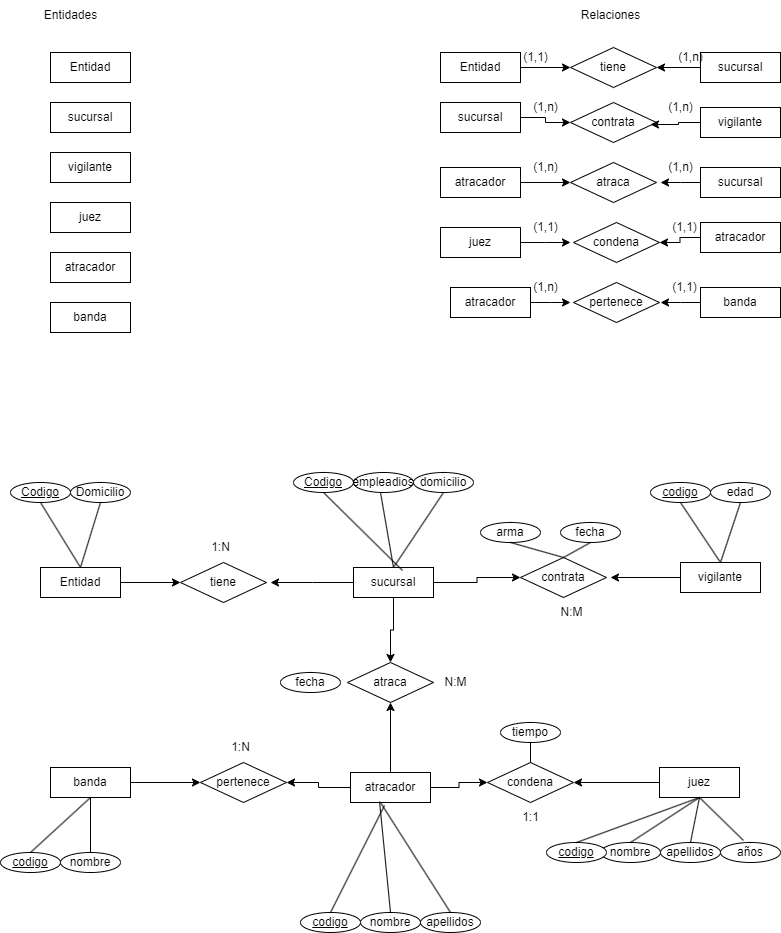 Entidades
Relaciones
Entidad
sucursal
vigilante
juez
atracador
banda
Entidad (1,1) tiene (1,n) sucursal
sucursal (1,n) contrata (1,n) vigilante
atracador (1,n) atraca (1,n) sucursal
juez (1,1) condena (1,1) atracador
atracador (1,n) pertenece (1,1) banda
Codigo Domicilio
Codigo empleadios domicilio
codigo edad
arma fecha
1:N
Entidad tiene sucursal contrata vigilante
N:M
fecha atraca N:M
tiempo
1:N
banda pertenece atracador condena juez
1:1
codigo nombre
codigo nombre apellidos años
codigo nombre apellidos